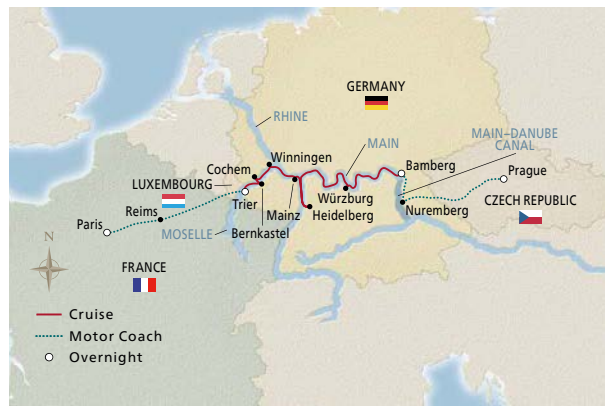 GERMANY
RHINE
MAIN–DANUBE
CANAL
MAIN
Winningen
Cochem
Bamberg
Prague
LUXEMBOURG
Trier
Mainz
Würzburg
Heidelberg
Nuremberg
CZECH REPUBLIC
Reims
Paris
MOSELLE
Bernkastel
N
FRANCE
Cruise
Motor Coach
Overnight